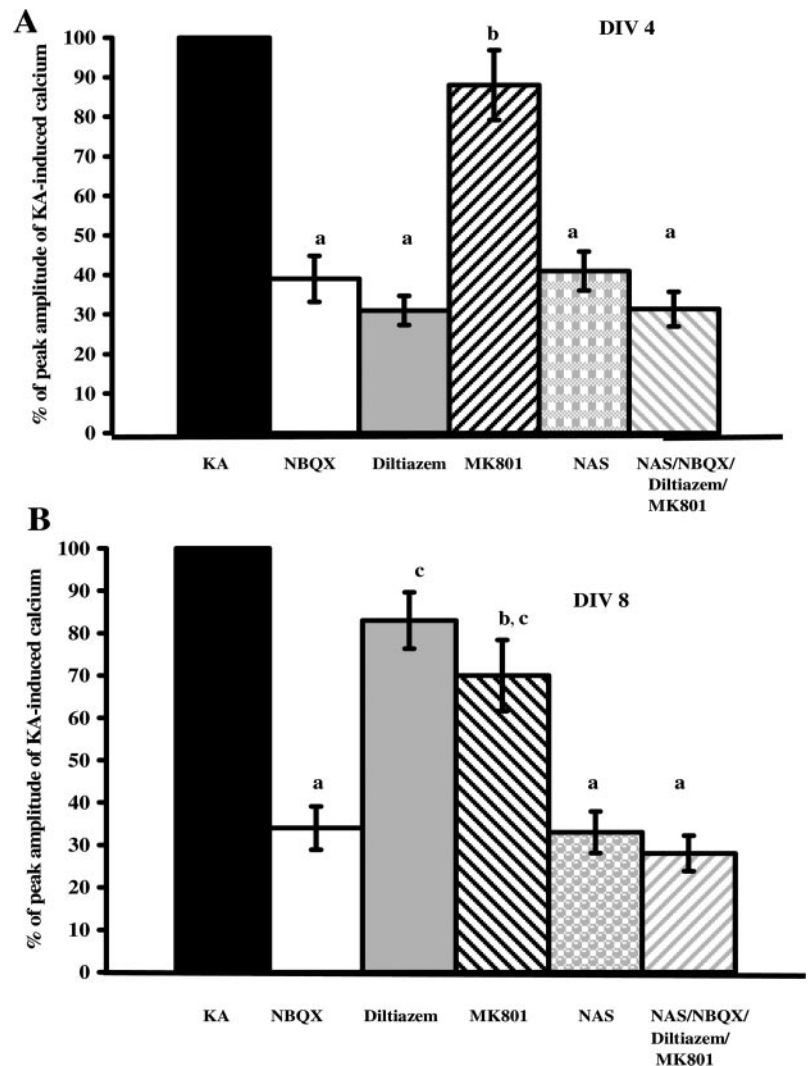 A
DIV 4
% of peak amplitude of KA-induced calcium
100
90
80
70
60
50
40
30
20
10
0
b
a
a
a
a
KA
NBQX
Diltiazem
MK801
NAS
NAS/NBQX/
Diltiazem/
MK801
B
DIV 8
% of peak amplitude of KA-induced calcium
100
90
80
70
60
50
40
30
20
10
0
c
b, c
a
a
a
KA
NBQX
Diltiazem
MK801
NAS
NAS/NBQX/
Diltiazem/
MK801